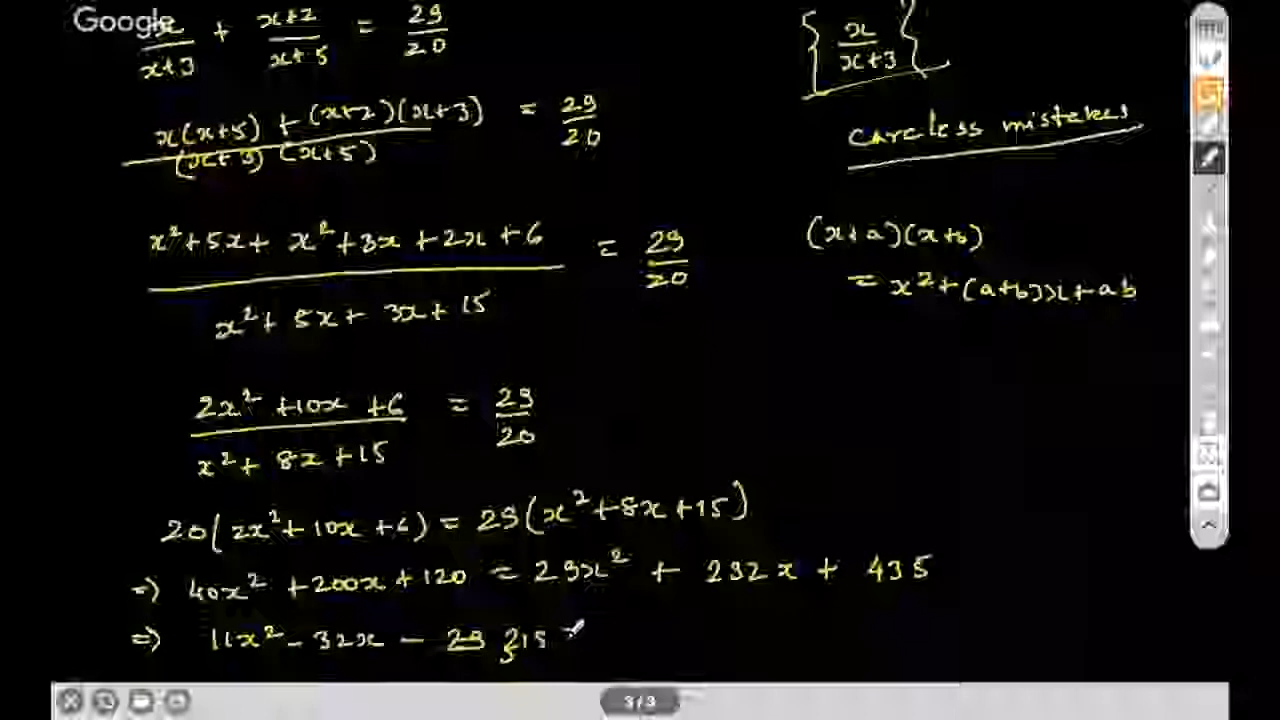 Google
x/(x+3) + (x+2)/(x+5) = 29/20
{x/(x+3)}
(x(x+5) + (x+2)(x+3))/((x+3)(x+5)) = 29/20
careless mistakes
(x²+5x+ x²+3x+2x+6)/(x²+ 5x+ 3x+15) = 29/20
(x+a)(x+b)
= x²+(a+b)x+ab
(2x²+10x+6)/(x²+ 8x+15) = 29/20
20(2x²+10x+6) = 29(x²+8x+15)
=) 40x²+200x+120 = 29x² + 232x + 435
=) 11x²- 32x - 315
3/3